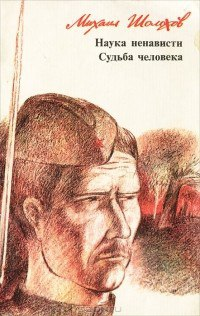 Михаил Шолохов
Наука ненависти
Судьба человека